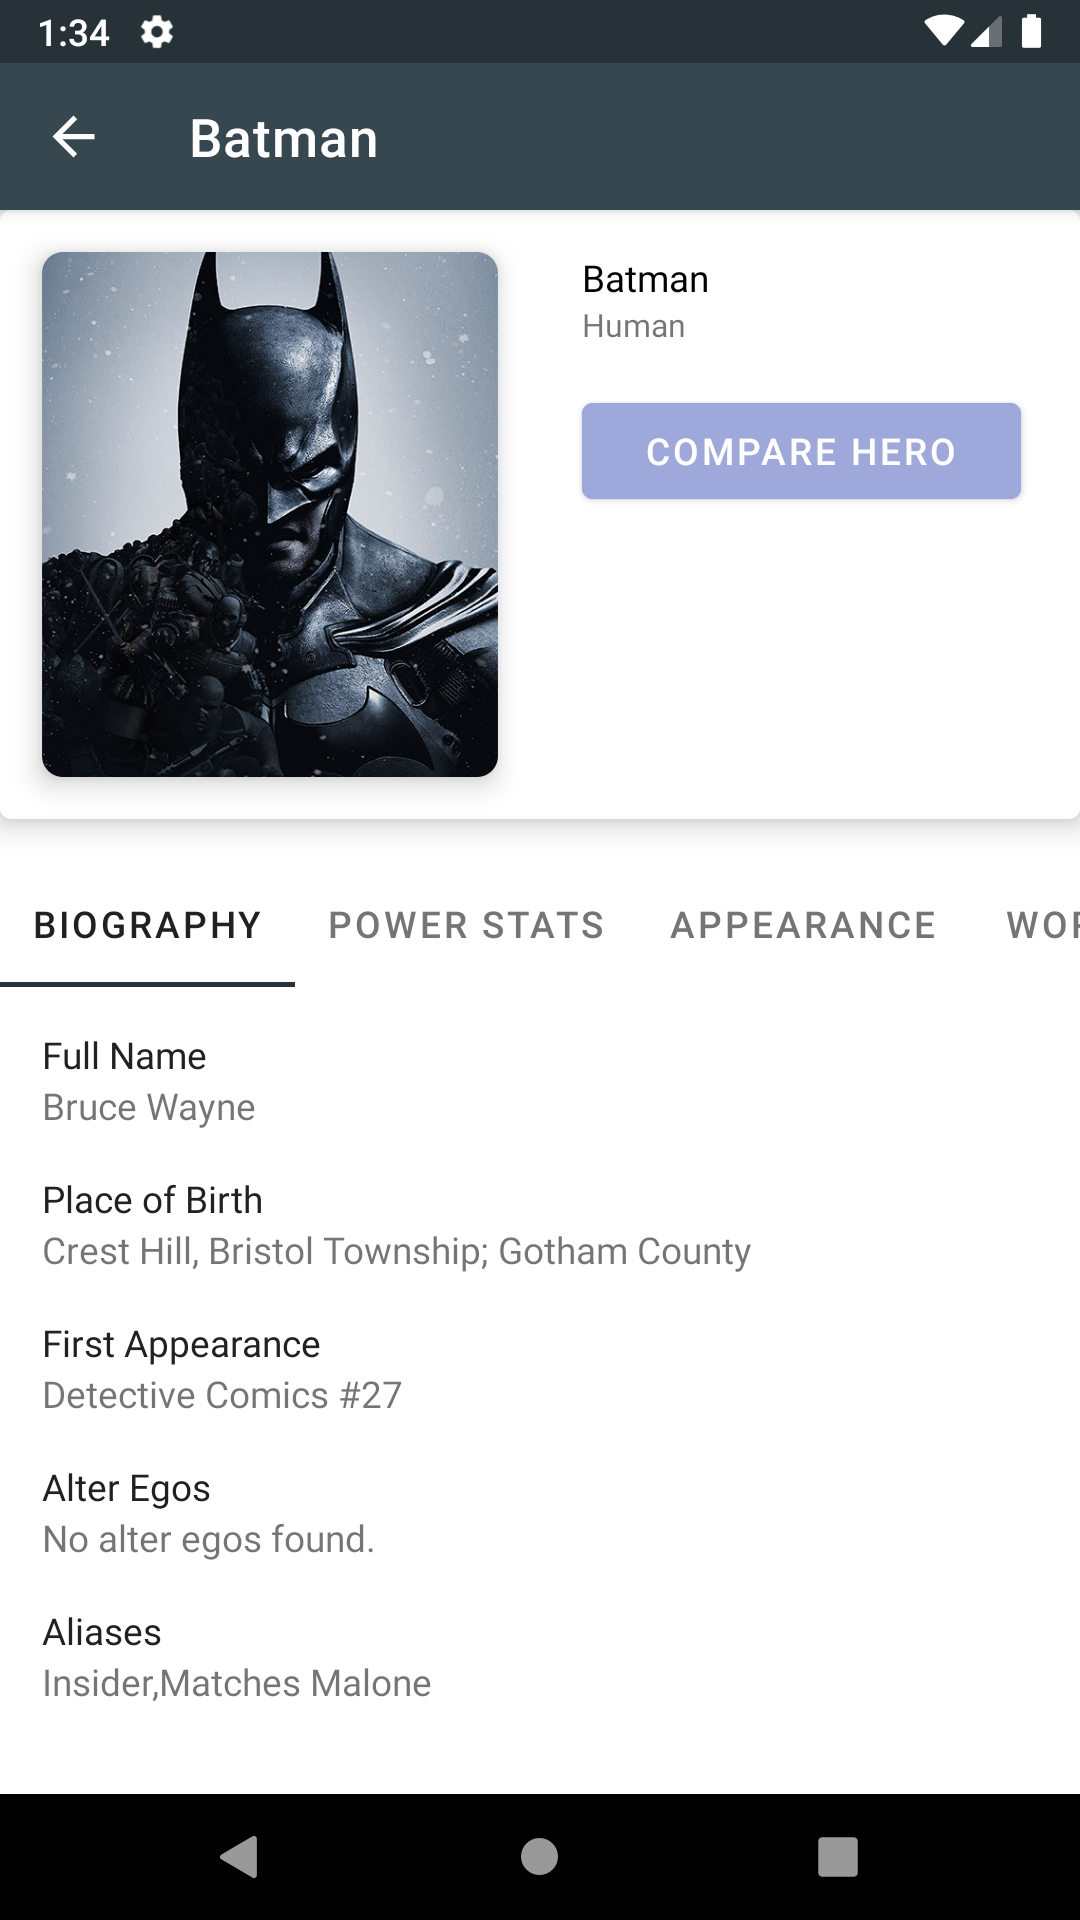 1:34
Batman
Batman
Human
COMPARE HERO
BIOGRAPHY POWER STATS APPEARANCE
Full Name
Bruce Wayne
Place of Birth
Crest Hill, Bristol Township; Gotham County
First Appearance
Detective Comics #27
Alter Egos
No alter egos found.
Aliases
Insider,Matches Malone